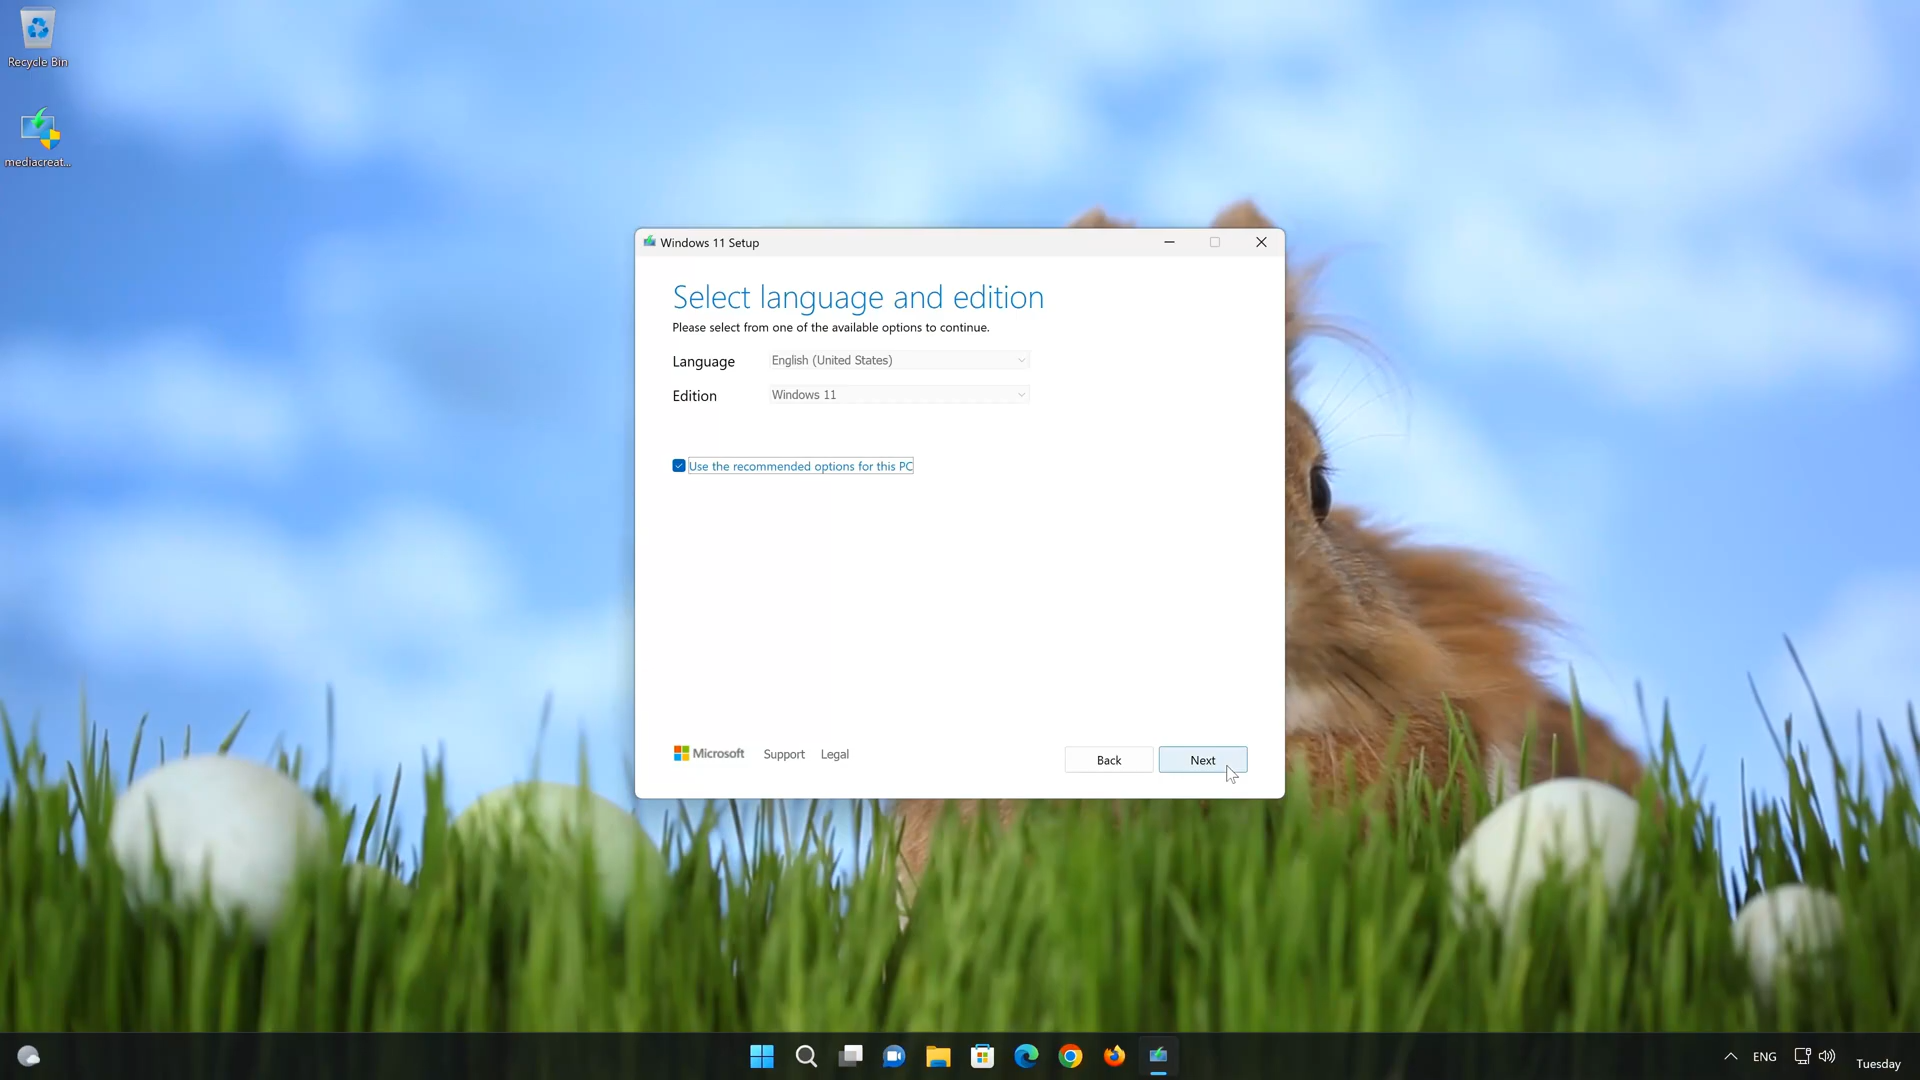 Recycle Bin
mediacreat...
Windows 11 Setup
Select language and edition
Please select from one of the available options to continue.
Language English (United States)
Edition Windows 11
Use the recommended options for this PC
Microsoft Support Legal
Back Next
ENG
Tuesday